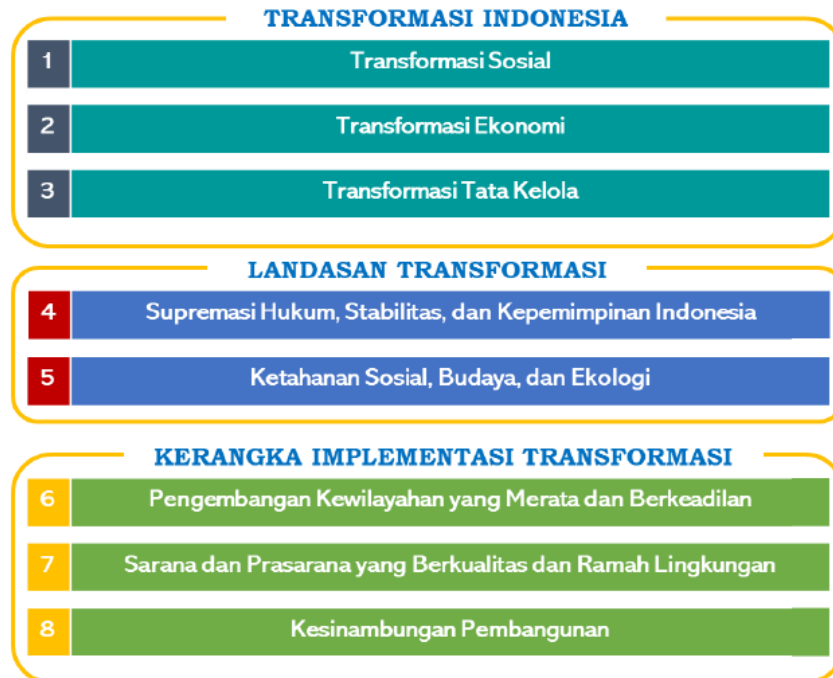 TRANSFORMASI INDONESIA
1 Transformasi Sosial
2 Transformasi Ekonomi
3 Transformasi Tata Kelola
LANDASAN TRANSFORMASI
4 Supremasi Hukum, Stabilitas, dan Kepemimpinan Indonesia
5 Ketahanan Sosial, Budaya, dan Ekologi
KERANGKA IMPLEMENTASI TRANSFORMASI
6 Pengembangan Kewilayahan yang Merata dan Berkeadilan
7 Sarana dan Prasarana yang Berkualitas dan Ramah Lingkungan
8 Kesinambungan Pembangunan